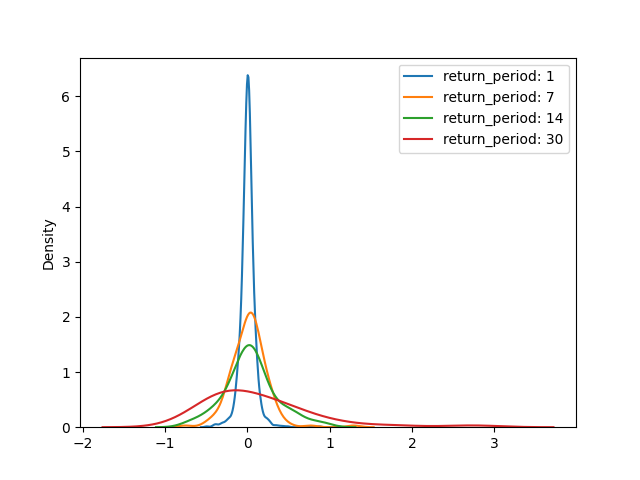 return_period: 1
return_period: 7
return_period: 14
return_period: 30
6
5
4
3
2
1
0
Density
−2 −1 0 1 2 3